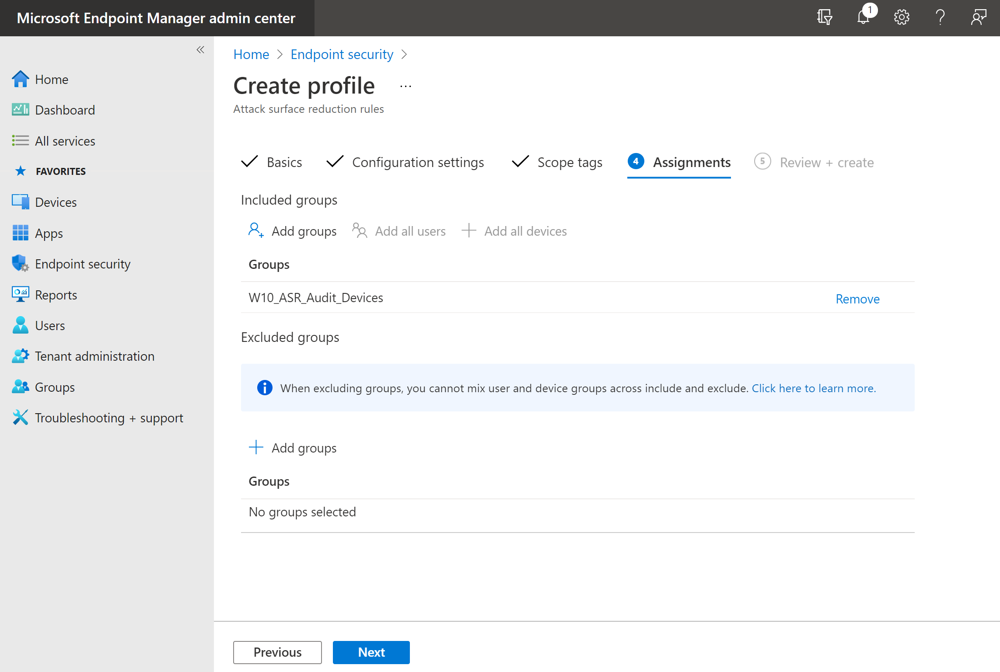 Microsoft Endpoint Manager admin center
1
Home
Dashboard
All services
FAVORITES
Devices
Apps
Endpoint security
Reports
Users
Tenant administration
Groups
Troubleshooting + support
Home > Endpoint security >
Create profile ...
Attack surface reduction rules
Basics Configuration settings Scope tags 4 Assignments 5 Review + create
Included groups
Add groups Add all users Add all devices
Groups
W10_ASR_Audit_Devices Remove
Excluded groups
When excluding groups, you cannot mix user and device groups across include and exclude. Click here to learn more.
Add groups
Groups
No groups selected
Previous Next